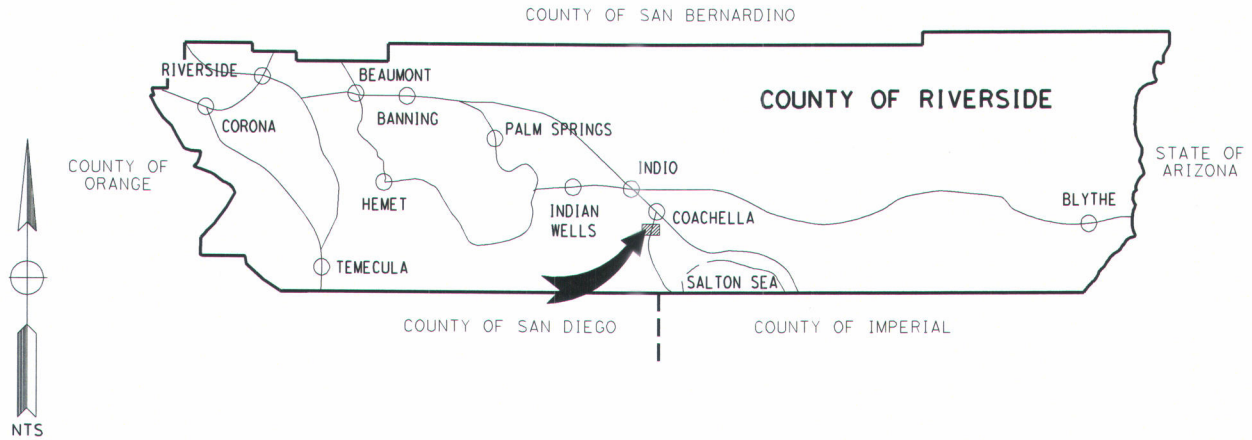 COUNTY OF SAN BERNARDINO
RIVERSIDE
BEAUMONT
COUNTY OF RIVERSIDE
BANNING
CORONA
PALM SPRINGS
COUNTY OF
ORANGE
STATE OF
ARIZONA
INDIO
HEMET
INDIAN
WELLS
COACHELLA
BLYTHE
TEMECULA
SALTON SEA
COUNTY OF SAN DIEGO
COUNTY OF IMPERIAL
NTS